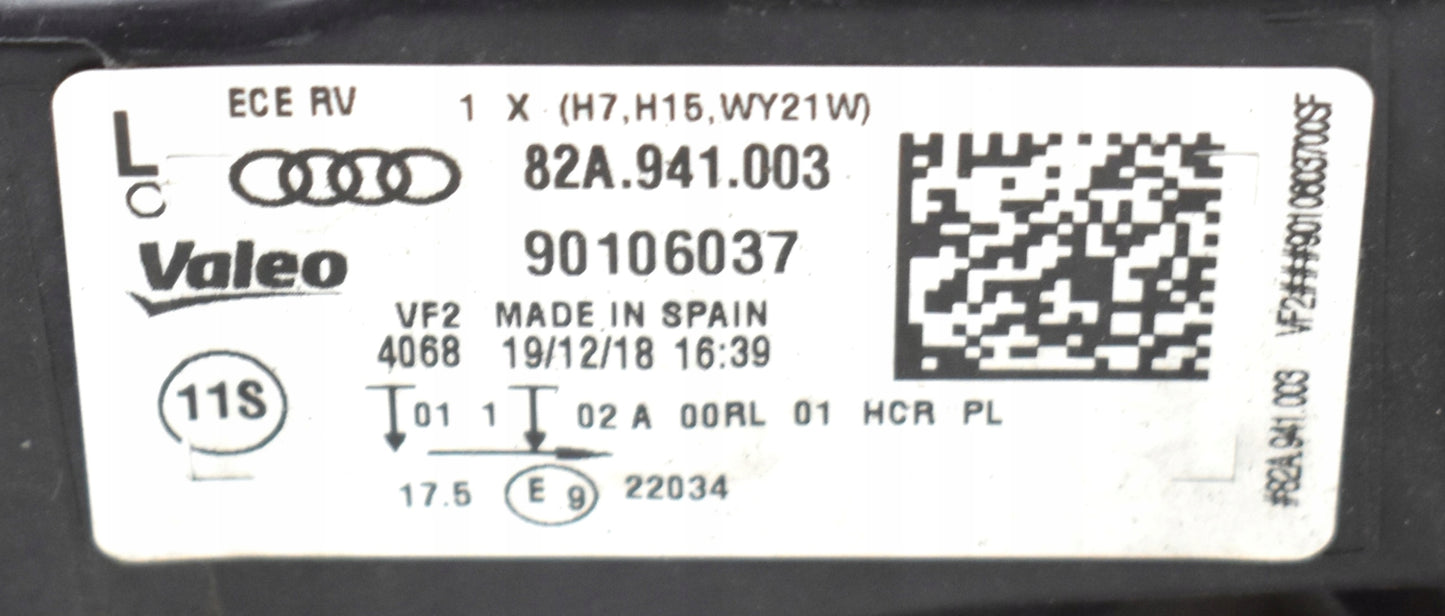 L
ECE RV 1 X (H7,H15,WY21W)
82A.941.003
Valeo
90106037
VF2 MADE IN SPAIN
4068 19/12/18 16:39
11S
01 1 02 A 00RL 01 HCR PL
17.5 E 9 22034
#82A.941.003 VF2###9010603700SF